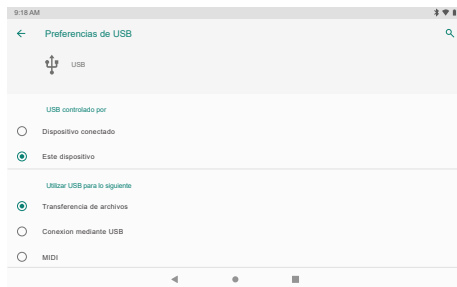 9:18 AM
Preferencias de USB
USB
USB controlado por
Dispositivo conectado
Este dispositivo
Utilizar USB para lo siguiente
Transferencia de archivos
Conexion mediante USB
MIDI